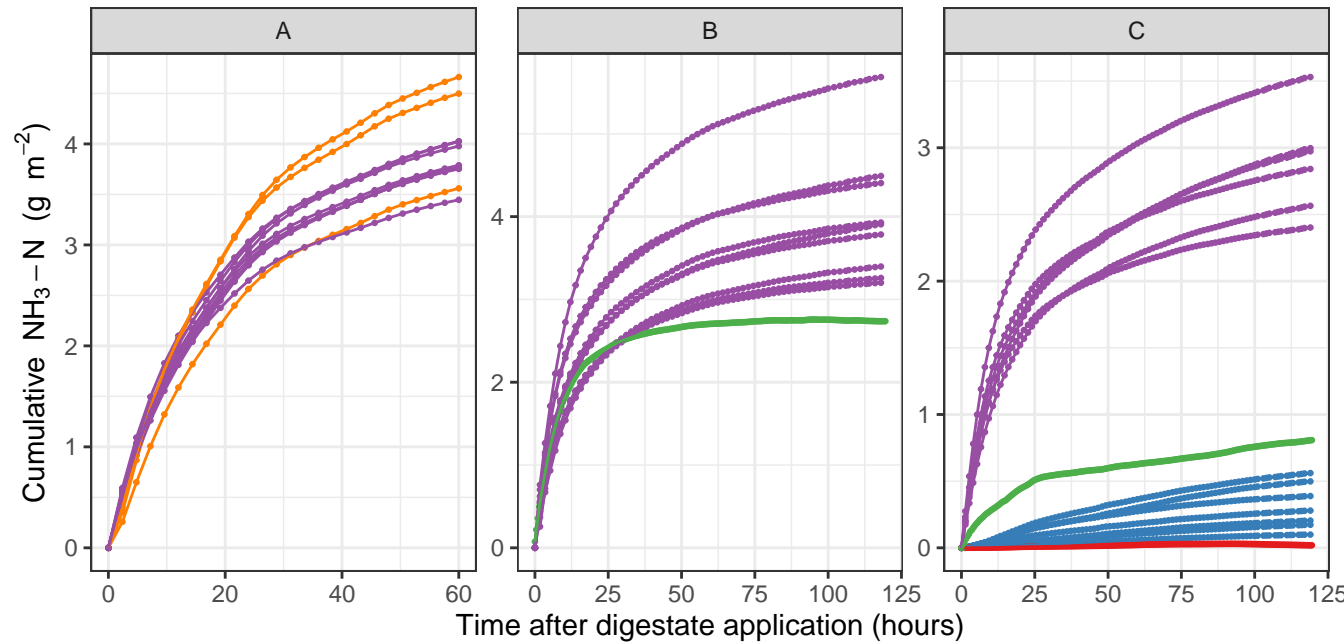 A
B
C
Cumulative NH₃−N (g m⁻²)
4
3
2
1
0
4
2
0
3
2
1
0
0 20 40 60
0 25 50 75 100 125
0 25 50 75 100 125
Time after digestate application (hours)